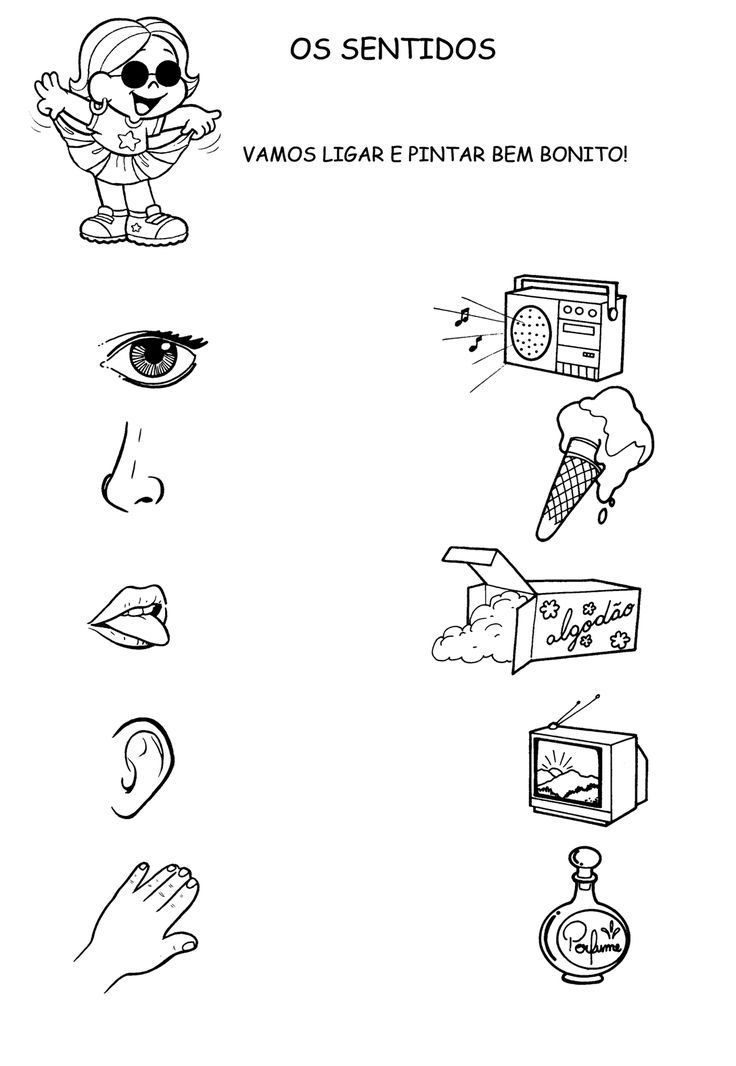 OS SENTIDOS
VAMOS LIGAR E PINTAR BEM BONITO!
algodão
Perfume